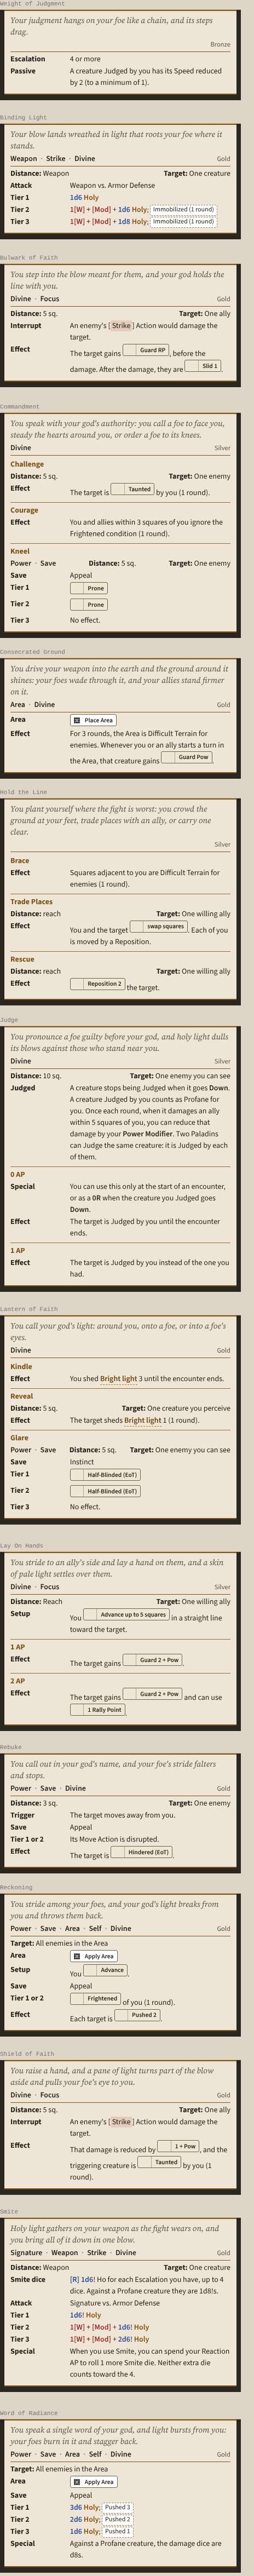 Weight of Judgment
Your judgment hangs on your foe like a chain, and its steps
drag.
Bronze
Escalation 4 or more
Passive A creature Judged by you has its Speed reduced
by 2 (to a minimum of 1).
Binding Light
Your blow lands wreathed in light that roots your foe where it
stands.
Weapon · Strike · Divine Gold
Distance: Weapon Target: One creature
Attack Weapon vs. Armor Defense
Tier 1 1d6 Holy
Tier 2 1[W] + [Mod] + 1d6 Holy; Immobilized (1 round)
Tier 3 1[W] + [Mod] + 1d8 Holy; Immobilized (1 round)
Bulwark of Faith
You step into the blow meant for them, and your god holds the
line with you.
Divine · Focus Gold
Distance: 5 sq. Target: One ally
Interrupt An enemy's [Strike] Action would damage the
target.
Effect The target gains Guard RP, before the
damage. After the damage, they are Slid 1.
Commandment
You speak with your god's authority: you call a foe to face you,
steady the hearts around you, or order a foe to its knees.
Divine Silver
Challenge
Distance: 5 sq. Target: One enemy
Effect The target is Taunted by you (1 round).
Courage
Effect You and allies within 3 squares of you ignore the
Frightened condition (1 round).
Kneel
Power · Save Distance: 5 sq. Target: One enemy
Save Appeal
Tier 1 Prone
Tier 2 Prone
Tier 3 No effect.
Consecrated Ground
You drive your weapon into the earth and the ground around it
shines: your foes wade through it, and your allies stand firmer
on it.
Area · Divine Gold
Area Place Area
Effect For 3 rounds, the Area is Difficult Terrain for
enemies. Whenever you or an ally starts a turn in
the Area, that creature gains Guard Pow.
Hold the Line
You plant yourself where the fight is worst: you crowd the
ground at your feet, trade places with an ally, or carry one
clear.
Silver
Brace
Effect Squares adjacent to you are Difficult Terrain for
enemies (1 round).
Trade Places
Distance: reach Target: One willing ally
Effect You and the target swap squares. Each of you
is moved by a Reposition.
Rescue
Distance: reach Target: One willing ally
Effect Reposition 2 the target.
Judge
You pronounce a foe guilty before your god, and holy light dulls
its blows against those who stand near you.
Divine Silver
Distance: 10 sq. Target: One enemy you can see
Judged A creature stops being Judged when it goes Down.
A creature Judged by you counts as Profane for
you. Once each round, when it damages an ally
within 5 squares of you, you can reduce that
damage by your Power Modifier. Two Paladins
can Judge the same creature: it is Judged by each
of them.
0 AP
Special You can use this only at the start of an encounter,
or as a 0R when the creature you Judged goes
Down.
Effect The target is Judged by you until the encounter
ends.
1 AP
Effect The target is Judged by you instead of the one you
had.
Lantern of Faith
You call your god's light: around you, onto a foe, or into a foe's
eyes.
Divine
Kindle
Effect You shed Bright light 3 until the encounter ends.
Reveal
Distance: 5 sq. Target: One creature you perceive
Effect The target sheds Bright light 1 (1 round).
Glare
Power · Save Distance: 5 sq. Target: One enemy you can see
Save Instinct
Tier 1 Half-Blinded (EoT)
Tier 2 Half-Blinded (EoT)
Tier 3 No effect.
Lay On Hands
You stride to an ally's side and lay a hand on them, and a skin
of pale light settles over them.
Divine · Focus Silver
Distance: Reach Target: One willing ally
Setup You Advance up to 5 squares in a straight line
toward the target.
1 AP
Effect The target gains Guard 2 + Pow.
2 AP
Effect The target gains Guard 2 + Pow and can use
1 Rally Point.
Rebuke
You call out in your god's name, and your foe's stride falters
and stops.
Power · Save · Divine
Distance: 3 sq. Target: One enemy
Trigger The target moves away from you.
Save Appeal
Tier 1 or 2 Its Move Action is disrupted.
Effect The target is Hindered (EoT).
Reckoning
You stride among your foes, and your god's light breaks from
you and throws them back.
Power · Save · Area · Self · Divine
Target: All enemies in the Area
Area Apply Area
Setup You Advance.
Save Appeal
Tier 1 or 2 Frightened of you (1 round).
Effect Each target is Pushed 2.
Shield of Faith
You raise a hand, and a pane of light turns part of the blow
aside and pulls your foe's eye to you.
Divine · Focus
Distance: 5 sq. Target: One ally
Interrupt An enemy's [Strike] Action would damage the
target.
Effect That damage is reduced by 1 + Pow, and the
triggering creature is Taunted by you (1
round).
Smite
Holy light gathers on your weapon as the fight wears on, and
you bring all of it down in one blow.
Signature · Weapon · Strike · Divine
Distance: Weapon Target: One creature
Smite dice [R] 1d6! Ho for each Escalation you have, up to 4
dice. Against a Profane creature they are 1d8!s.
Attack Signature vs. Armor Defense
Tier 1 1d6! Holy
Tier 2 1[W] + [Mod] + 1d6! Holy
Tier 3 1[W] + [Mod] + 2d6! Holy
Special When you use Smite, you can spend your Reaction
AP to roll 1 more Smite die. Neither extra die
counts toward the 4.
Word of Radiance
You speak a single word of your god, and light bursts from you:
your foes burn in it and stagger back.
Power · Save · Area · Self · Divine Gold
Target: All enemies in the Area
Area Apply Area
Save Appeal
Tier 1 3d6 Holy; Pushed 3
Tier 2 2d6 Holy; Pushed 2
Tier 3 1d6 Holy; Pushed 1
Special Against a Profane creature, the damage dice are
d8s.